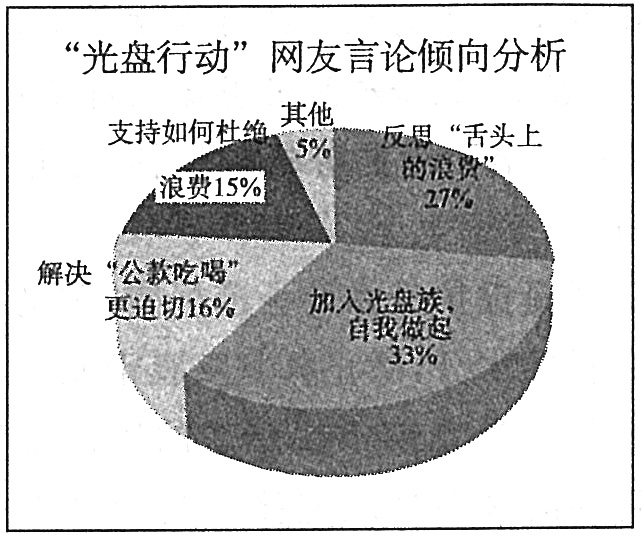 “光盘行动”网友言论倾向分析
其他
5%
支持如何杜绝
浪费15%
反思“舌头上
的浪费”
27%
解决“公款吃喝”
更迫切16%
加入光盘族，
自我做起
33%